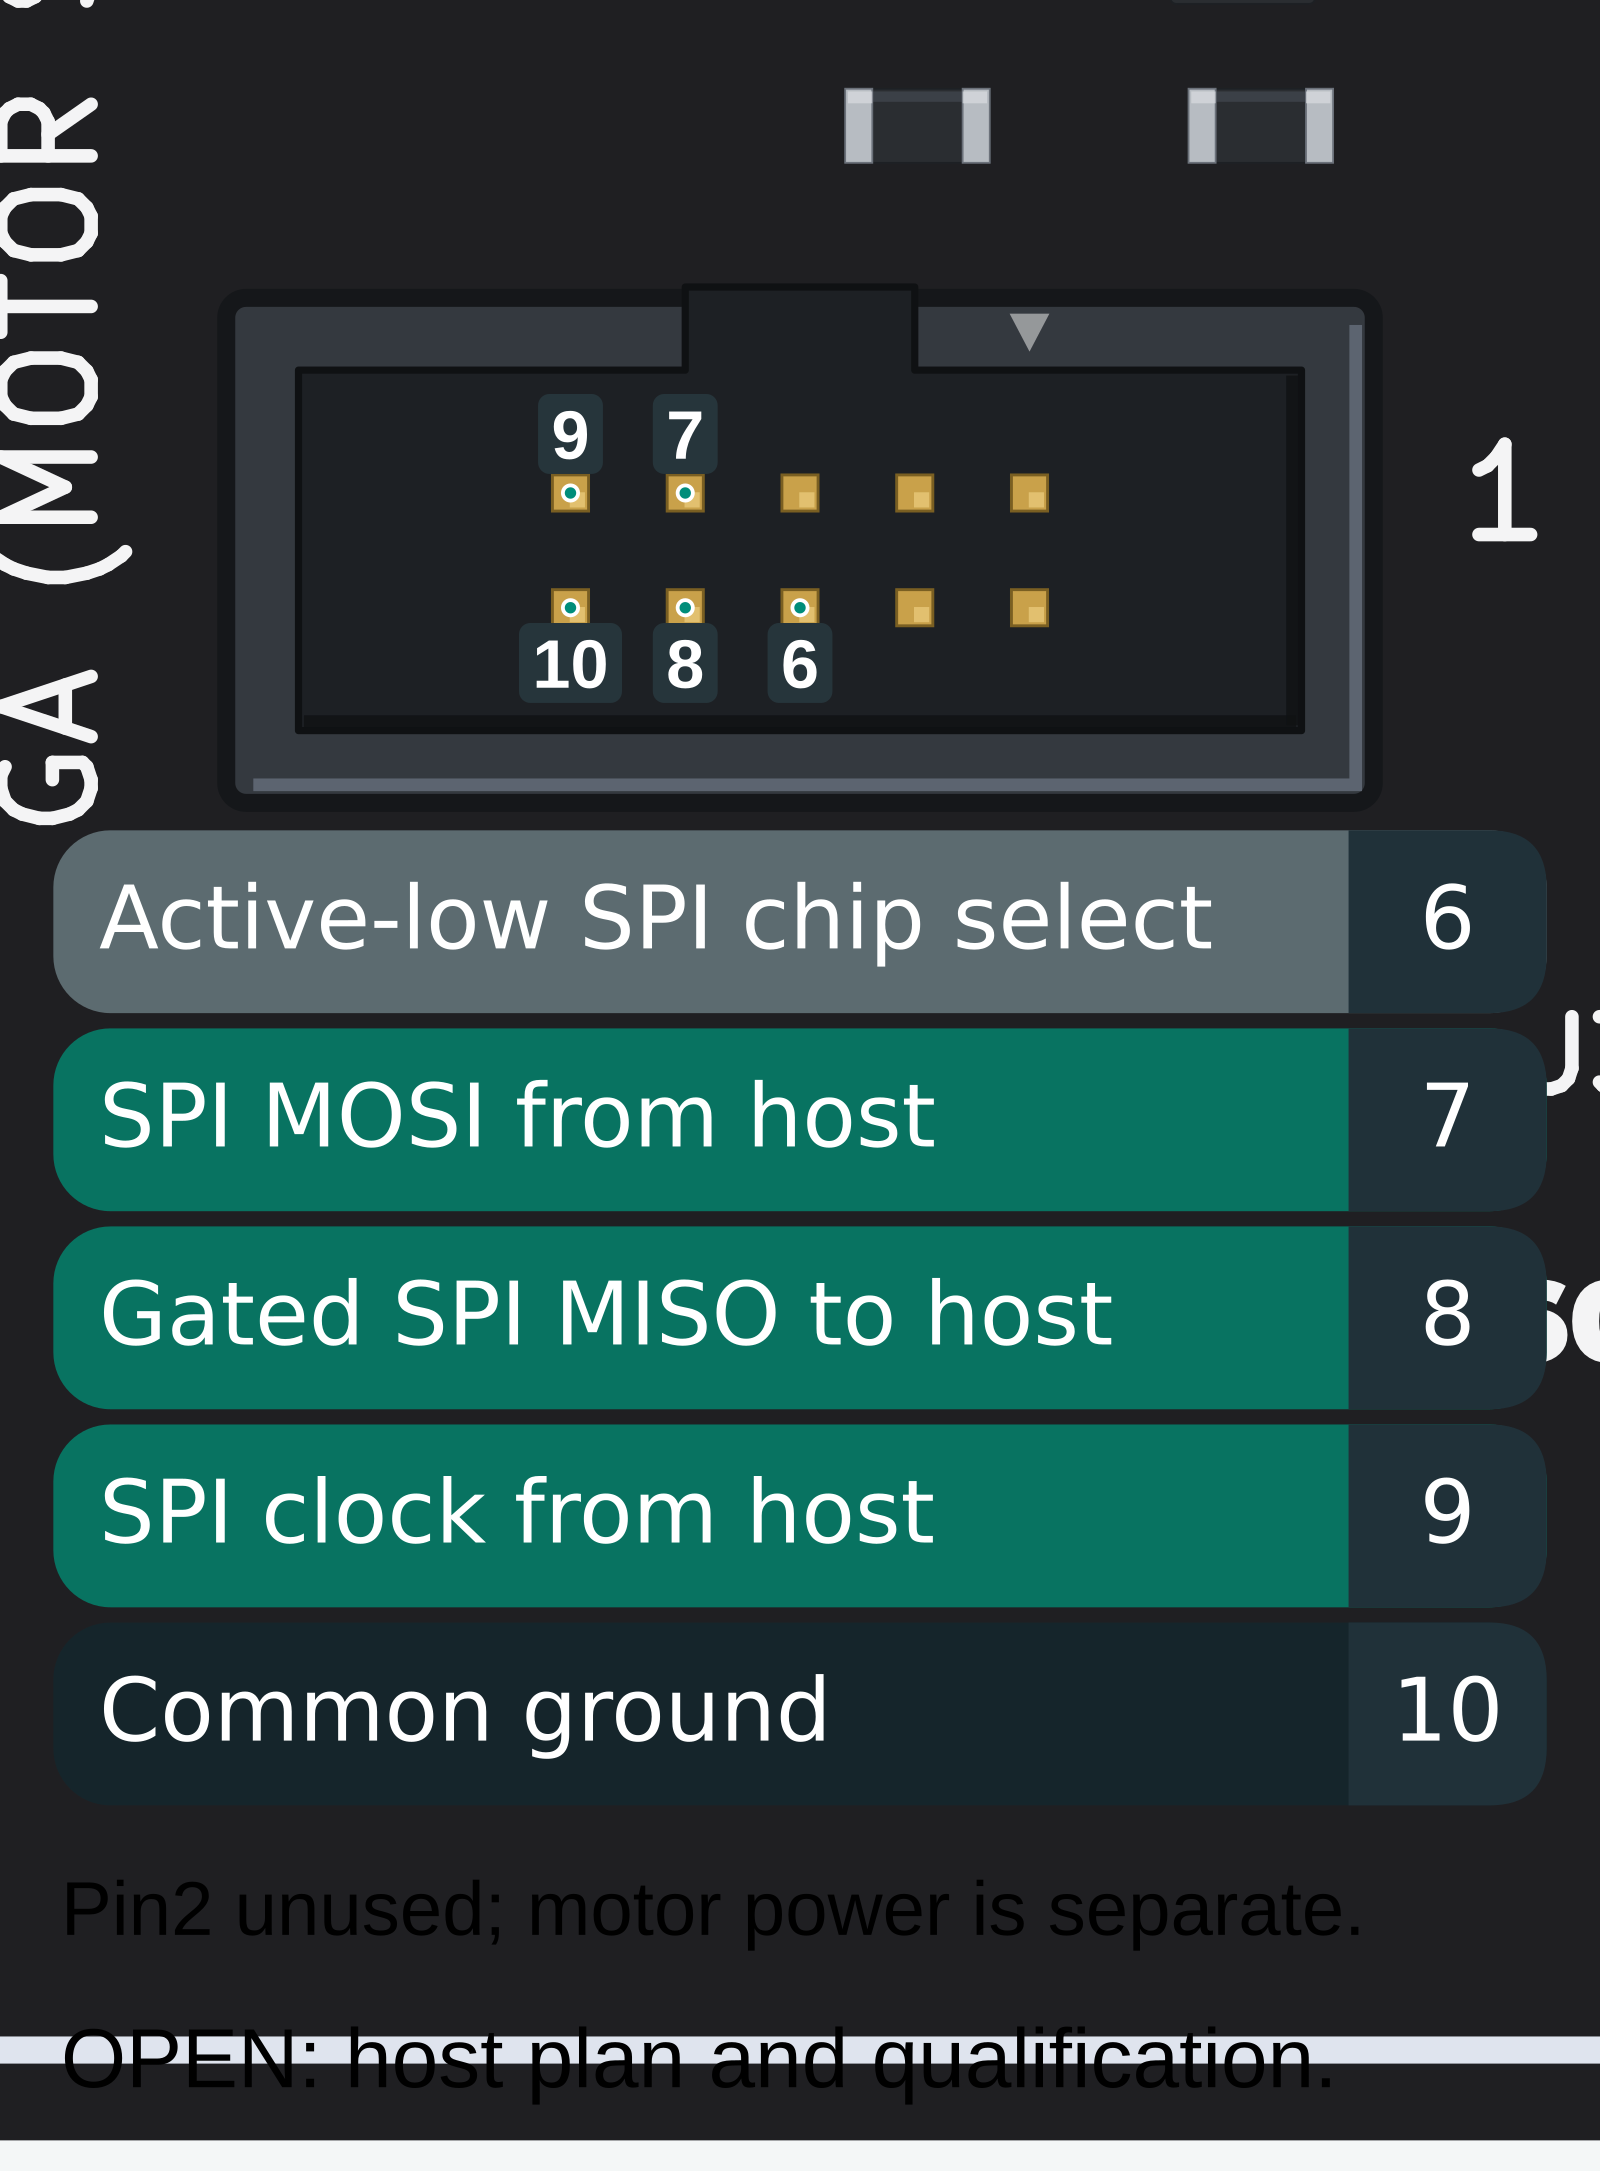 GA (MOTOR
9 7
1
10 8 6
Active-low SPI chip select 6
SPI MOSI from host 7
Gated SPI MISO to host 8
SPI clock from host 9
Common ground 10
Pin2 unused; motor power is separate.
OPEN: host plan and qualification.